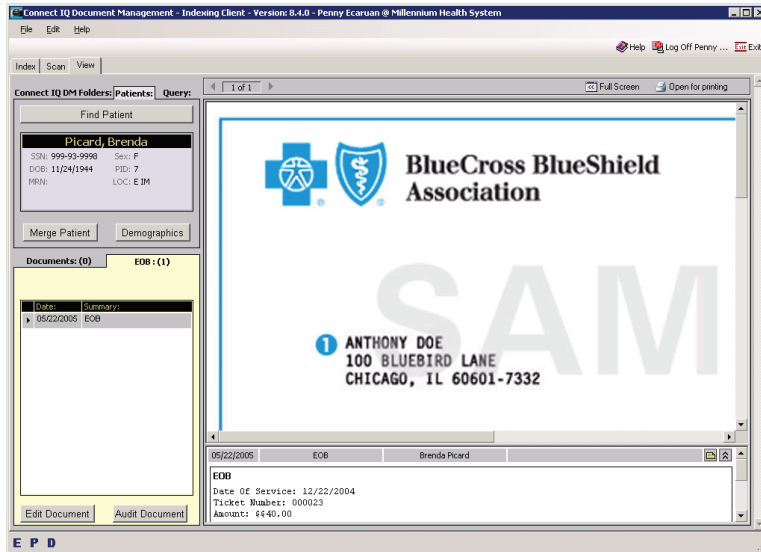 Connect IQ Document Management - Indexing Client - Version: 8.4.0 - Penny Ecaruan @ Millennium Health System
File Edit Help
Help Log Off Penny ... Exit Exit
Index Scan View
Connect IQ DM Folders: Patients: Query:
1 of 1 Full Screen Open for printing
Find Patient
Picard, Brenda
SSN: 999-93-9998 Sex: F
DOB: 11/24/1944 PID: 7
MRN: LOC: E IM
Merge Patient Demographics
Documents: (0) EOB : (1)
Date: Summary:
05/22/2005 EOB
Edit Document Audit Document
BlueCross BlueShield
Association
SAM
1 ANTHONY DOE
100 BLUEBIRD LANE
CHICAGO, IL 60601-7332
05/22/2005 EOB Brenda Picard
EOB
Date Of Service: 12/22/2004
Ticket Number: 000023
Amount: $$40.00
E P D